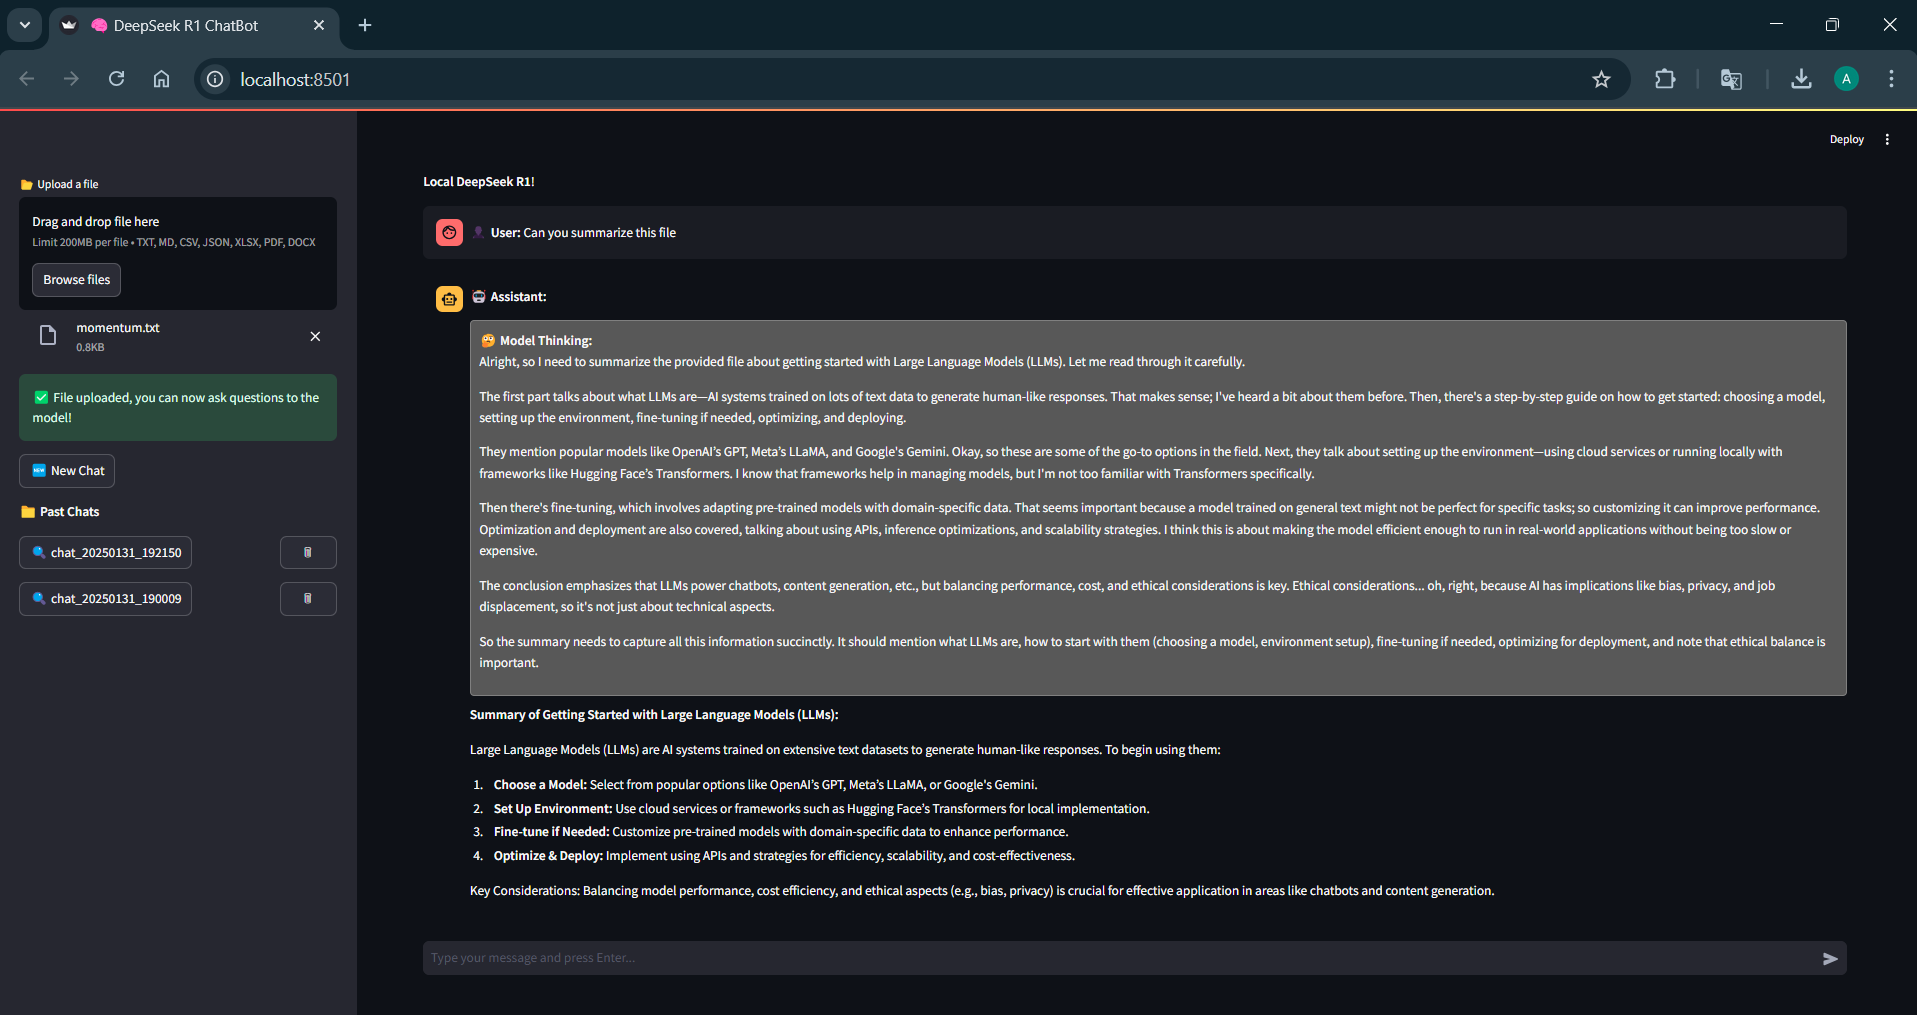 DeepSeek R1 ChatBot
localhost:8501
A
Deploy
Upload a file
Drag and drop file here
Limit 200MB per file • TXT, MD, CSV, JSON, XLSX, PDF, DOCX
Browse files
momentum.txt
0.8KB
File uploaded, you can now ask questions to the
model!
NEW New Chat
Past Chats
chat_20250131_192150
chat_20250131_190009
Local DeepSeek R1!
User: Can you summarize this file
Assistant:
Model Thinking:
Alright, so I need to summarize the provided file about getting started with Large Language Models (LLMs). Let me read through it carefully.
The first part talks about what LLMs are—AI systems trained on lots of text data to generate human-like responses. That makes sense; I've heard a bit about them before. Then, there's a step-by-step guide on how to get started: choosing a model,
setting up the environment, fine-tuning if needed, optimizing, and deploying.
They mention popular models like OpenAI's GPT, Meta's LLaMA, and Google's Gemini. Okay, so these are some of the go-to options in the field. Next, they talk about setting up the environment—using cloud services or running locally with
frameworks like Hugging Face's Transformers. I know that frameworks help in managing models, but I'm not too familiar with Transformers specifically.
Then there's fine-tuning, which involves adapting pre-trained models with domain-specific data. That seems important because a model trained on general text might not be perfect for specific tasks; so customizing it can improve performance.
Optimization and deployment are also covered, talking about using APIs, inference optimizations, and scalability strategies. I think this is about making the model efficient enough to run in real-world applications without being too slow or
expensive.
The conclusion emphasizes that LLMs power chatbots, content generation, etc., but balancing performance, cost, and ethical considerations is key. Ethical considerations... oh, right, because AI has implications like bias, privacy, and job
displacement, so it's not just about technical aspects.
So the summary needs to capture all this information succinctly. It should mention what LLMs are, how to start with them (choosing a model, environment setup), fine-tuning if needed, optimizing for deployment, and note that ethical balance is
important.
Summary of Getting Started with Large Language Models (LLMs):
Large Language Models (LLMs) are AI systems trained on extensive text datasets to generate human-like responses. To begin using them:
1. Choose a Model: Select from popular options like OpenAI's GPT, Meta's LLaMA, or Google's Gemini.
2. Set Up Environment: Use cloud services or frameworks such as Hugging Face's Transformers for local implementation.
3. Fine-tune if Needed: Customize pre-trained models with domain-specific data to enhance performance.
4. Optimize & Deploy: Implement using APIs and strategies for efficiency, scalability, and cost-effectiveness.
Key Considerations: Balancing model performance, cost efficiency, and ethical aspects (e.g., bias, privacy) is crucial for effective application in areas like chatbots and content generation.
Type your message and press Enter...